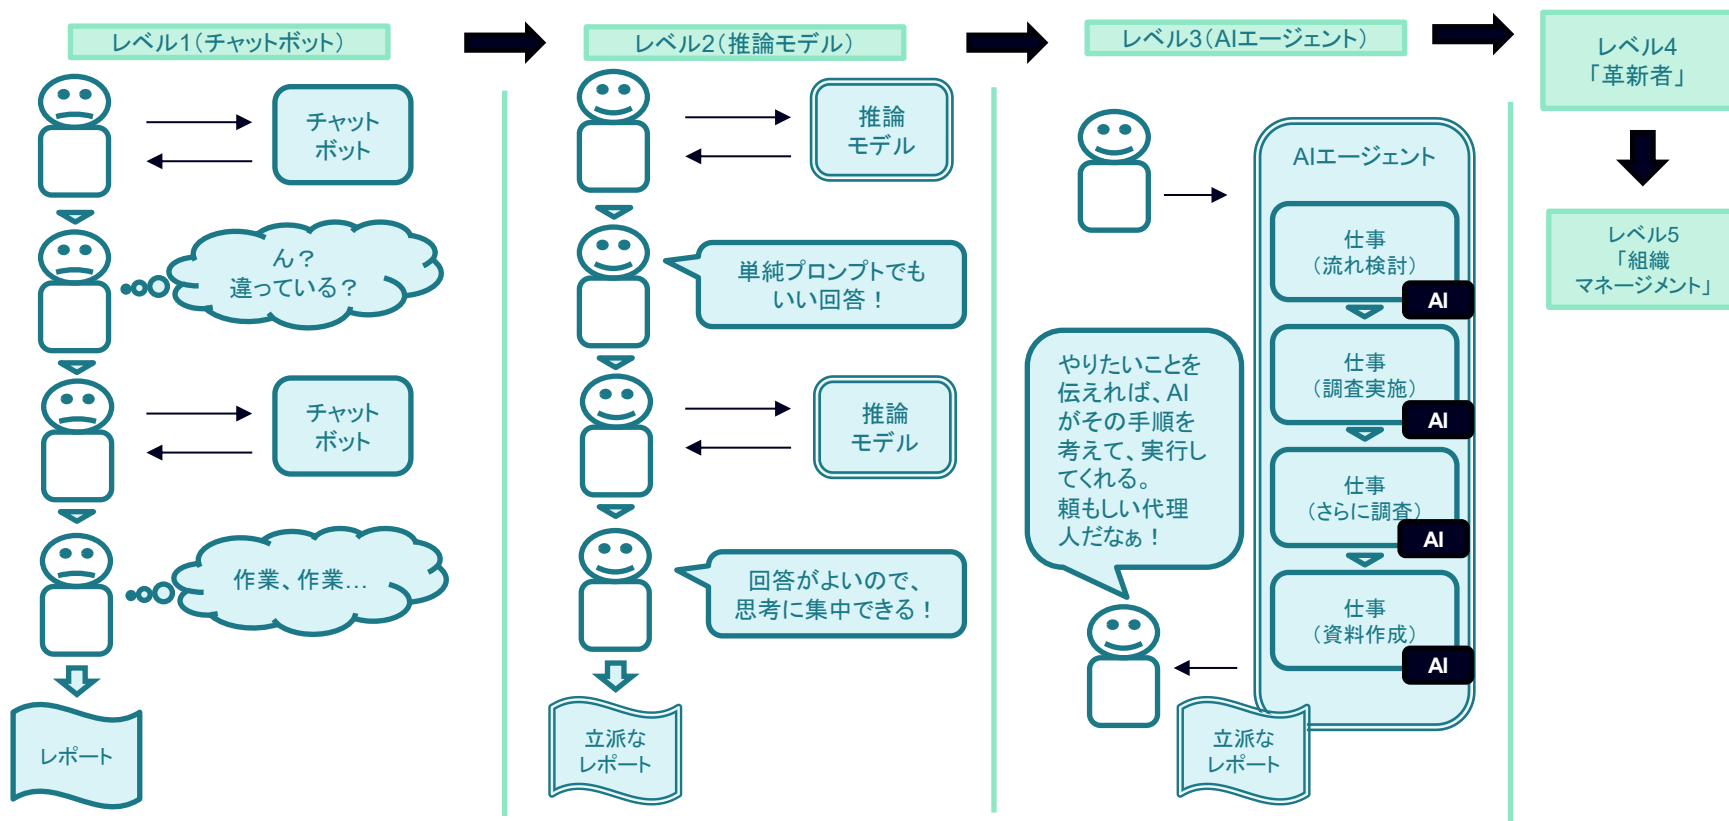 レベル1（チャットボット）
チャット
ボット
ん？
違っている？
チャット
ボット
作業、作業…
レポート
レベル2（推論モデル）
推論
モデル
単純プロンプトでも
いい回答！
推論
モデル
回答がよいので、
思考に集中できる！
立派な
レポート
レベル3（AIエージェント）
AIエージェント
仕事
（流れ検討）
AI
仕事
（調査実施）
AI
仕事
（さらに調査）
AI
仕事
（資料作成）
AI
やりたいことを
伝えれば、AI
がその手順を
考えて、実行し
てくれる。
頼もしい代理
人だなぁ！
立派な
レポート
レベル4
「革新者」
レベル5
「組織
マネージメント」